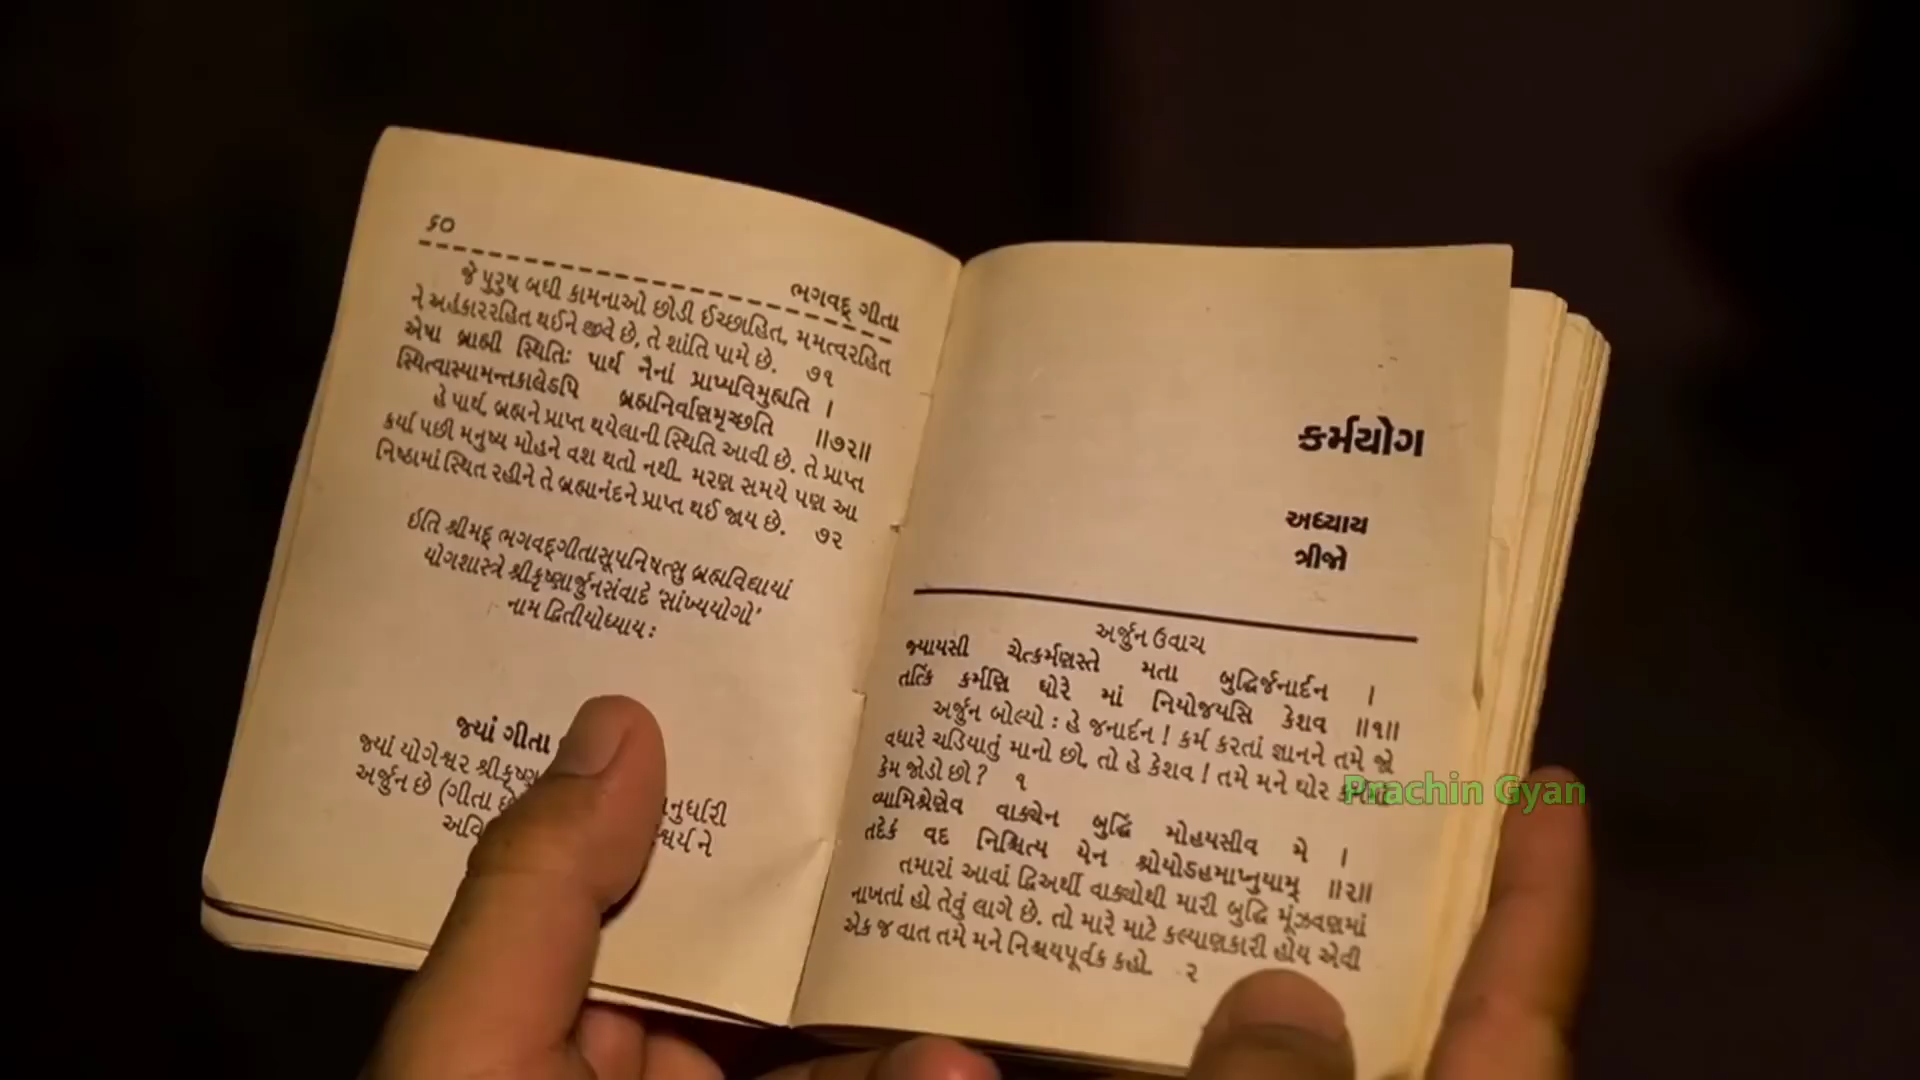 ૬૦
ભગવદ્ ગીતા
જે પુરુષ બધી કામનાઓ છોડી ઈચ્છાહિત, મમત્વરહિત
ને અહંકારરહિત થઈને જીવે છે, તે શાંતિ પામે છે. ૭૧
એષા બ્રાહ્મી સ્થિતિઃ પાર્થ નૈનાં પ્રાપ્યવિમુહ્યતિ ।
સ્થિત્વાસ્યામન્તકાલેઽપિ બ્રહ્મનિર્વાણમૃચ્છતિ ॥૭૨॥
હે પાર્થ, બ્રહ્મને પ્રાપ્ત થયેલાની સ્થિતિ આવી છે. તે પ્રાપ્ત
કર્યા પછી મનુષ્ય મોહને વશ થતો નથી. મરણ સમયે પણ આ
નિષ્ઠામાં સ્થિત રહીને તે બ્રહ્માનંદને પ્રાપ્ત થઈ જાય છે. ૭૨
ઈતિ શ્રીમદ્ ભગવદ્ગીતાસૂપનિષત્સુ બ્રહ્મવિદ્યાયાં
યોગશાસ્ત્રે શ્રીકૃષ્ણાર્જુનસંવાદે ‘સાંખ્યયોગો’
નામ દ્વિતીયોધ્યાયઃ
જ્યાં ગીતા
જ્યાં યોગેશ્વર શ્રીકૃષ્ણ
અર્જુન છે (ગીતા
કર્મયોગ
અધ્યાય
ત્રીજો
અર્જુન ઉવાચ
જ્યાયસી ચેત્કર્મણસ્તે મતા બુદ્ધિર્જનાર્દન ।
તત્કિં કર્મણિ ઘોરે માં નિયોજયસિ કેશવ ॥૧॥
અર્જુન બોલ્યો : હે જનાર્દન ! કર્મ કરતાં જ્ઞાનને તમે જો
વધારે ચડિયાતું માનો છો, તો હે કેશવ ! તમે મને ઘોર
કેમ જોડો છો? ૧
વ્યામિશ્રેણેવ વાક્યેન બુદ્ધિં મોહયસીવ મે ।
તદેકં વદ નિશ્ચિત્ય યેન શ્રોયોઽહમાપ્નુયામ્ ॥૨॥
તમારાં આવાં દ્વિઅર્થી વાક્યોથી મારી બુદ્ધિ મૂંઝવણમાં
નાખતાં હો તેવું લાગે છે. તો મારે માટે કલ્યાણકારી હોય એવી
એક જ વાત તમે મને નિશ્ચયપૂર્વક કહો. ૨
Prachin Gyan